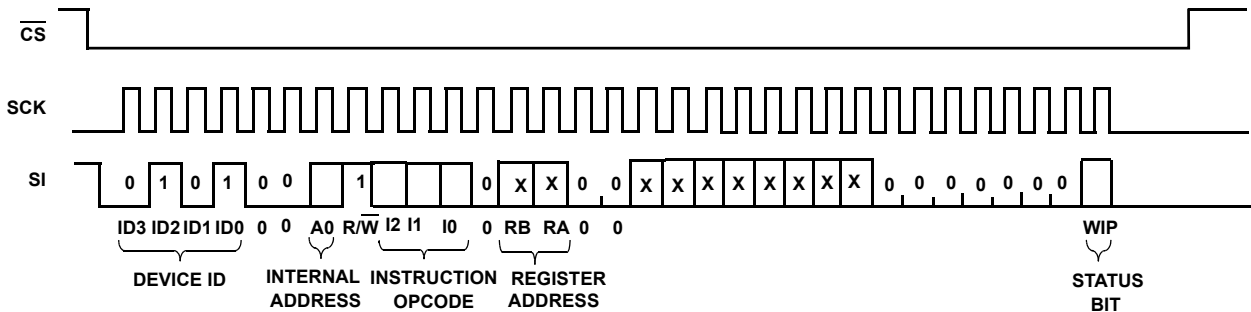 CS
SCK
SI
0 1 0 1 0 0 1 0 X X 0 0 X X X X X X X X 0 0 0 0 0 0 0
ID3 ID2 ID1 ID0 0 0 A0 R/W I2 I1 I0 0 RB RA 0 0 WIP
DEVICE ID
INTERNAL ADDRESS
INSTRUCTION OPCODE
REGISTER ADDRESS
STATUS BIT